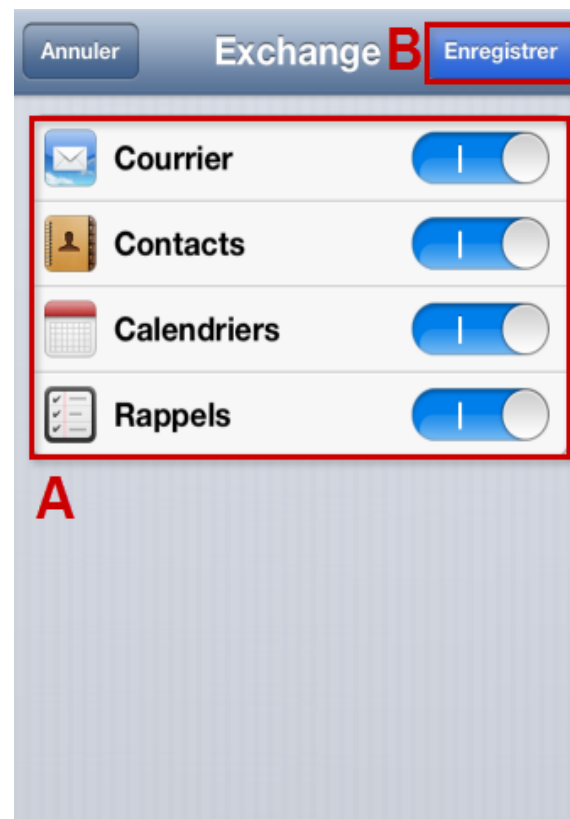 Annuler Exchange B Enregistrer
Courrier
Contacts
Calendriers
Rappels
A